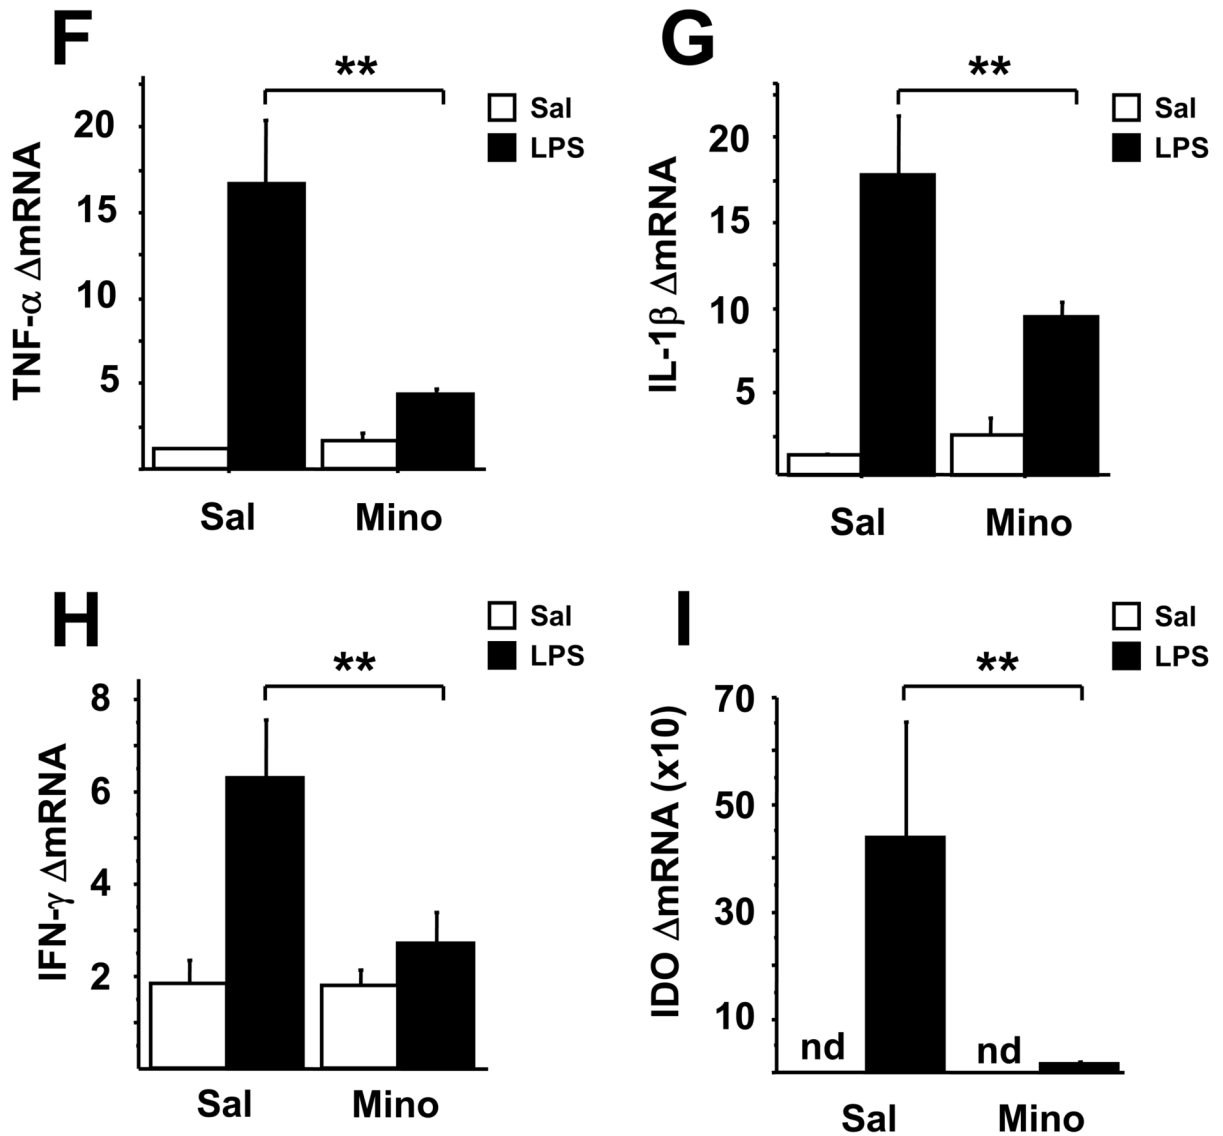 F
**
Sal
LPS
TNF-α ΔmRNA
20
15
10
5
Sal Mino
G
**
Sal
LPS
IL-1β ΔmRNA
20
15
10
5
Sal Mino
H
**
Sal
LPS
IFN-γ ΔmRNA
8
6
4
2
Sal Mino
I
**
Sal
LPS
IDO ΔmRNA (x10)
70
50
30
10
nd nd
Sal Mino